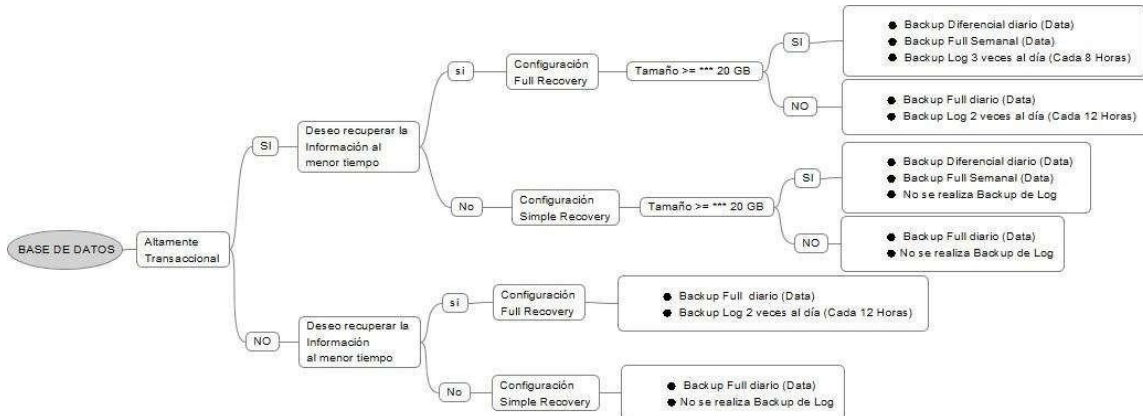 BASE DE DATOS
Altamente
Transaccional
SI
Deseo recuperar la
Información al
menor tiempo
si
Configuración
Full Recovery
Tamaño >= *** 20 GB
SI
Backup Diferencial diario (Data)
Backup Full Semanal (Data)
Backup Log 3 veces al día (Cada 8 Horas)
NO
Backup Full diario (Data)
Backup Log 2 veces al día (Cada 12 Horas)
No
Configuración
Simple Recovery
Tamaño >= *** 20 GB
SI
Backup Diferencial diario (Data)
Backup Full Semanal (Data)
No se realiza Backup de Log
NO
Backup Full diario (Data)
No se realiza Backup de Log
NO
Deseo recuperar la
Información
al menor tiempo
si
Configuración
Full Recovery
Backup Full diario (Data)
Backup Log 2 veces al día (Cada 12 Horas)
No
Configuración
Simple Recovery
Backup Full diario (Data)
No se realiza Backup de Log